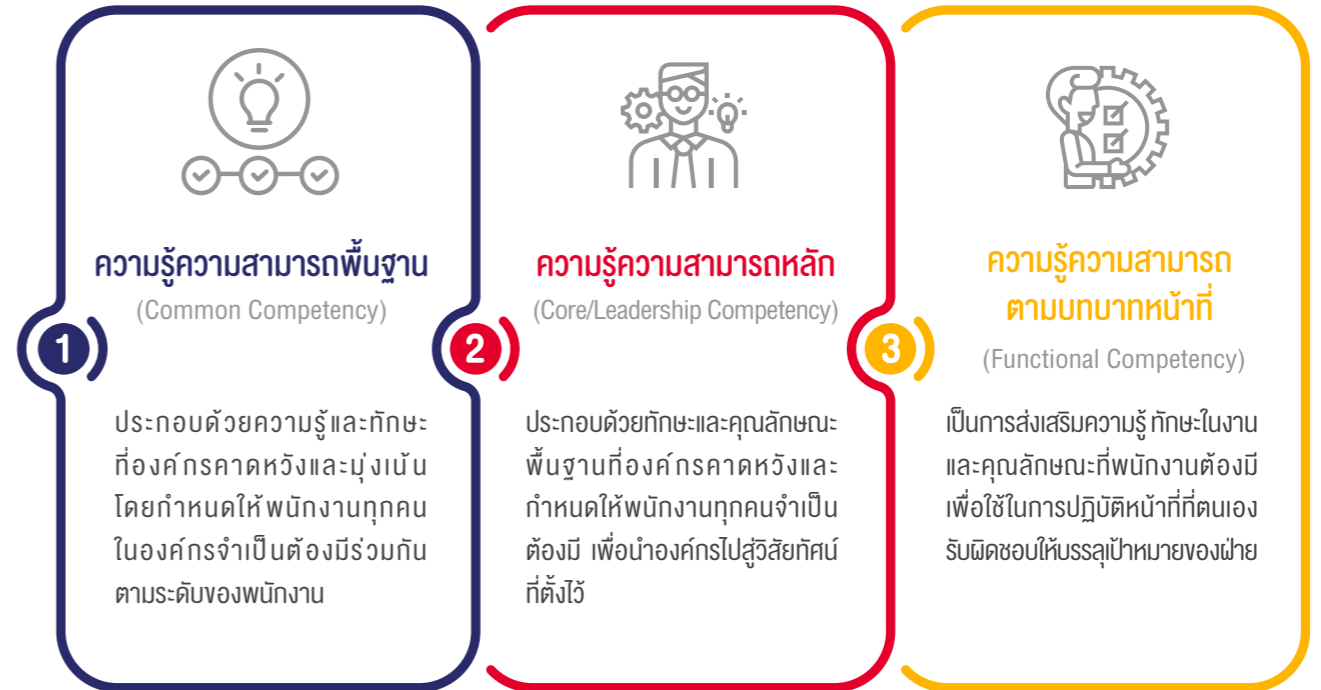 1
ความรู้ความสามารถพื้นฐาน
(Common Competency)
ประกอบด้วยความรู้และทักษะ
ที่องค์กรคาดหวังและมุ่งเน้น
โดยกำหนดให้พนักงานทุกคน
ในองค์กรจำเป็นต้องมีร่วมกัน
ตามระดับของพนักงาน
2
ความรู้ความสามารถหลัก
(Core/Leadership Competency)
ประกอบด้วยทักษะและคุณลักษณะ
พื้นฐานที่องค์กรคาดหวังและ
กำหนดให้พนักงานทุกคนจำเป็น
ต้องมี เพื่อนำองค์กรไปสู่วิสัยทัศน์
ที่ตั้งไว้
3
ความรู้ความสามารถ
ตามบทบาทหน้าที่
(Functional Competency)
เป็นการส่งเสริมความรู้ ทักษะในงาน
และคุณลักษณะที่พนักงานต้องมี
เพื่อใช้ในการปฏิบัติหน้าที่ที่ตนเอง
รับผิดชอบให้บรรลุเป้าหมายของฝ่าย